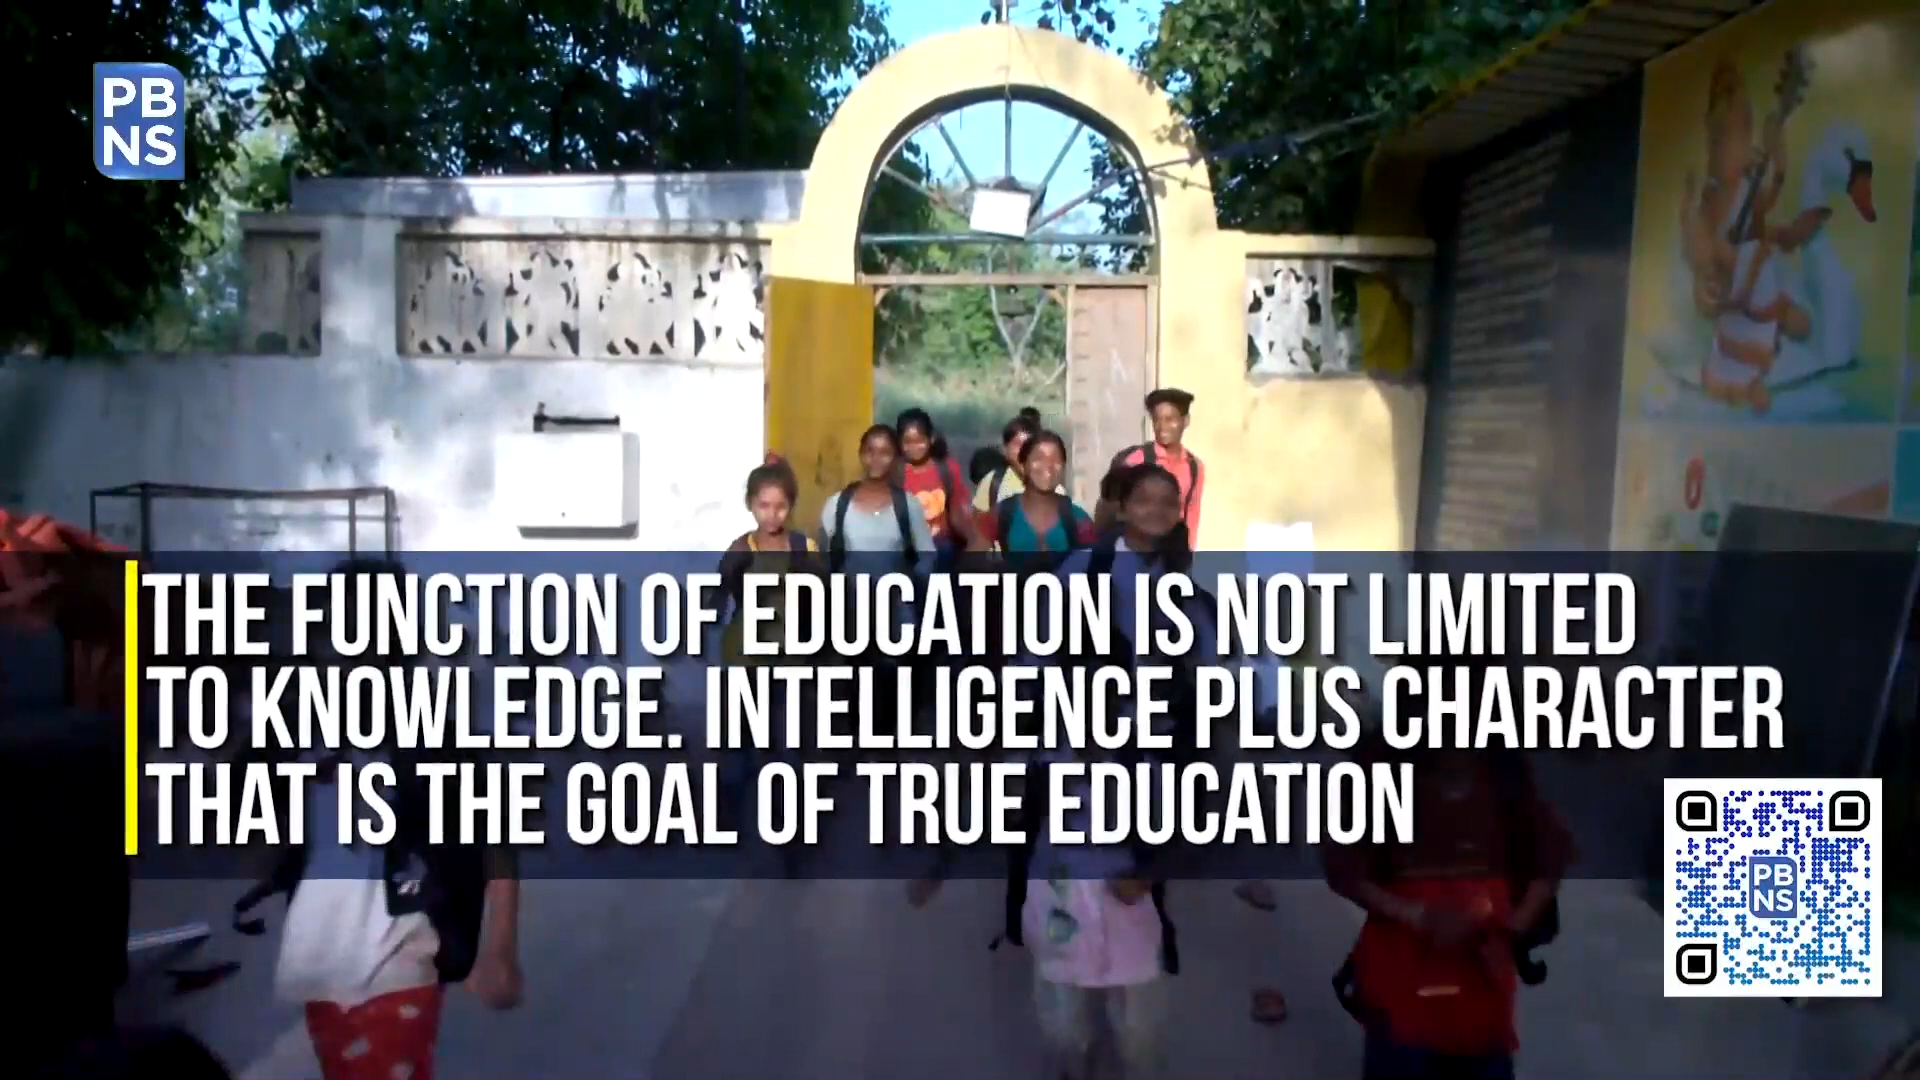 PB
NS
THE FUNCTION OF EDUCATION IS NOT LIMITED
TO KNOWLEDGE. INTELLIGENCE PLUS CHARACTER
THAT IS THE GOAL OF TRUE EDUCATION
PB
NS